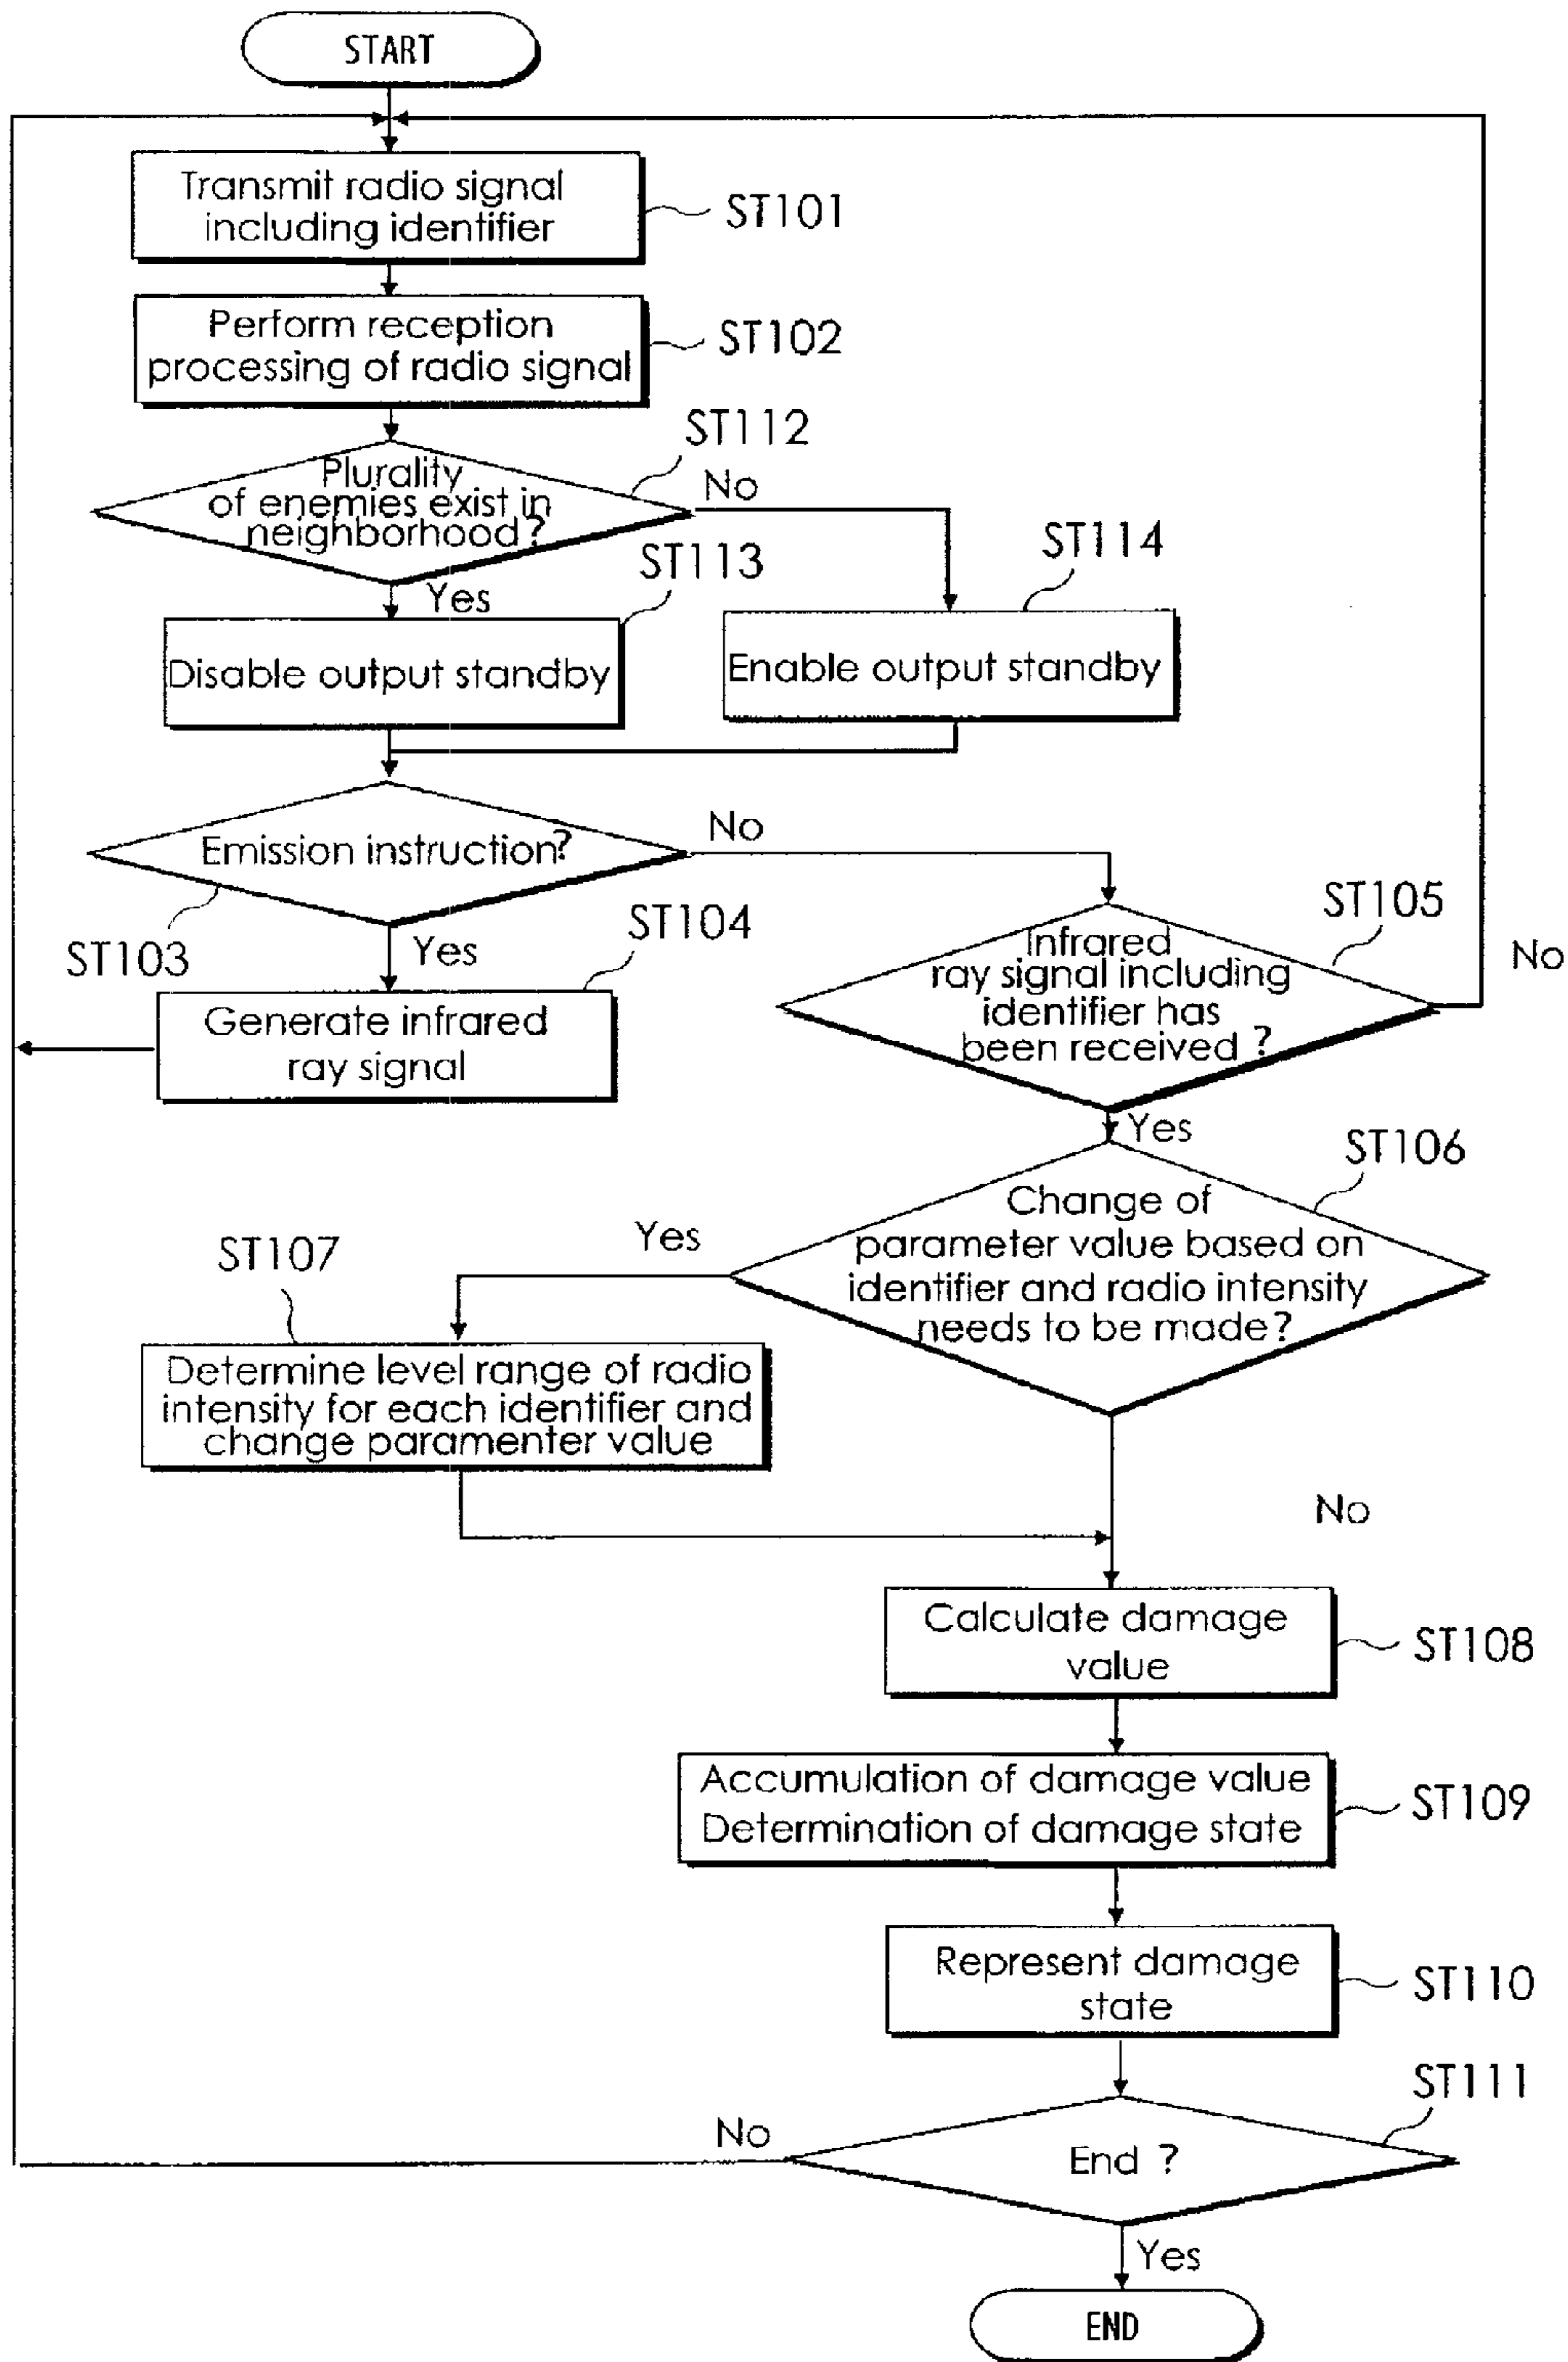 START
Transmit radio signal
including identifier
ST101
Perform reception
processing of radio signal
ST102
ST112
Plurality
of enemies exist in
neighborhood?
No
Yes
ST113
ST114
Disable output standby
Enable output standby
Emission instruction?
No
ST103
Yes
ST104
Generate infrared
ray signal
ST105
Infrared
ray signal including
identifier has
been received ?
No
Yes
ST106
Change of
parameter value based on
identifier and radio intensity
needs to be made?
Yes
ST107
Determine level range of radio
intensity for each identifier and
change paramenter value
No
Calculate damage
value
ST108
Accumulation of damage value
Determination of damage state
ST109
Represent damage
state
ST110
ST111
End ?
No
Yes
END